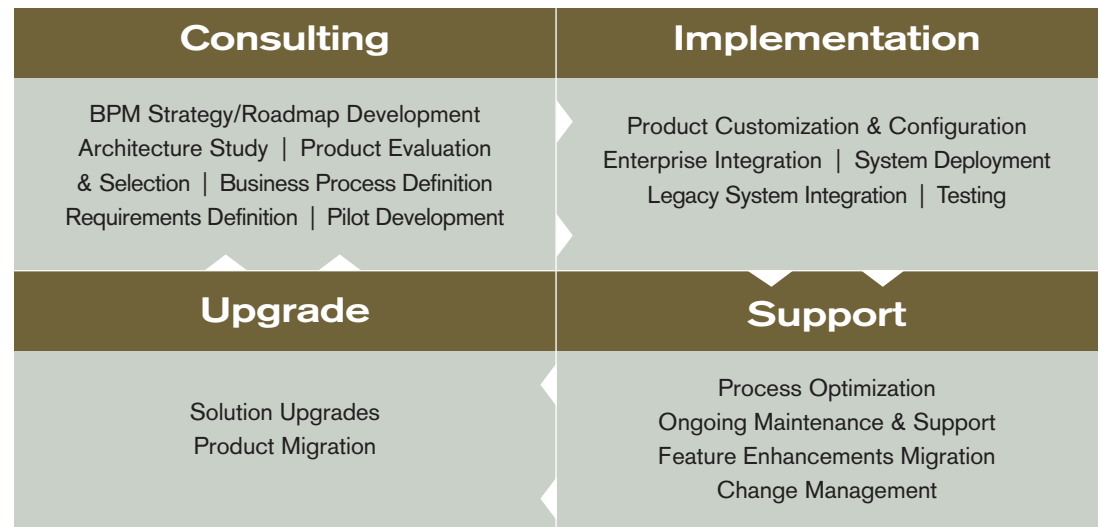 Consulting
BPM Strategy/Roadmap Development
Architecture Study | Product Evaluation
& Selection | Business Process Definition
Requirements Definition | Pilot Development
Implementation
Product Customization & Configuration
Enterprise Integration | System Deployment
Legacy System Integration | Testing
Upgrade
Solution Upgrades
Product Migration
Support
Process Optimization
Ongoing Maintenance & Support
Feature Enhancements Migration
Change Management